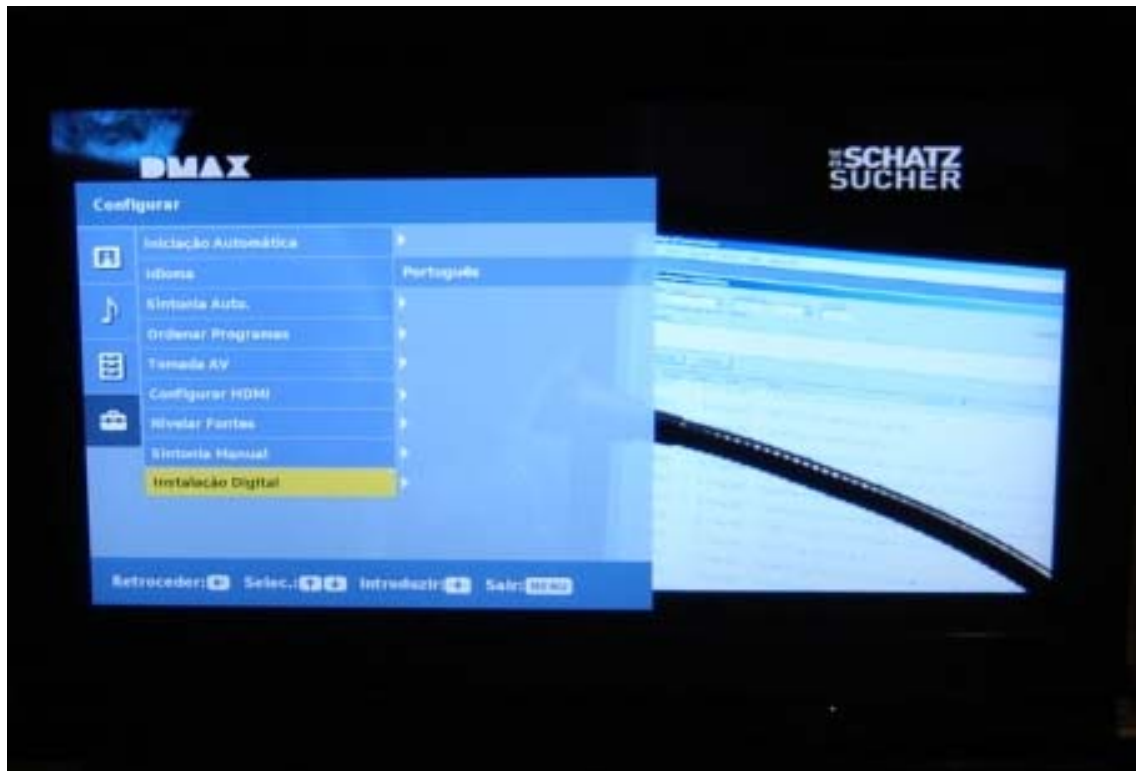 DMAX
DIE SCHATZ
SUCHER
Configurar
Iniciação Automática
Idioma Português
Sintonia Auto.
Ordenar Programas
Tomada AV
Configurar HDMI
Nivelar Fontes
Sintonia Manual
Instalação Digital
Retroceder: Selec.: Introduzir: Sair: MENU